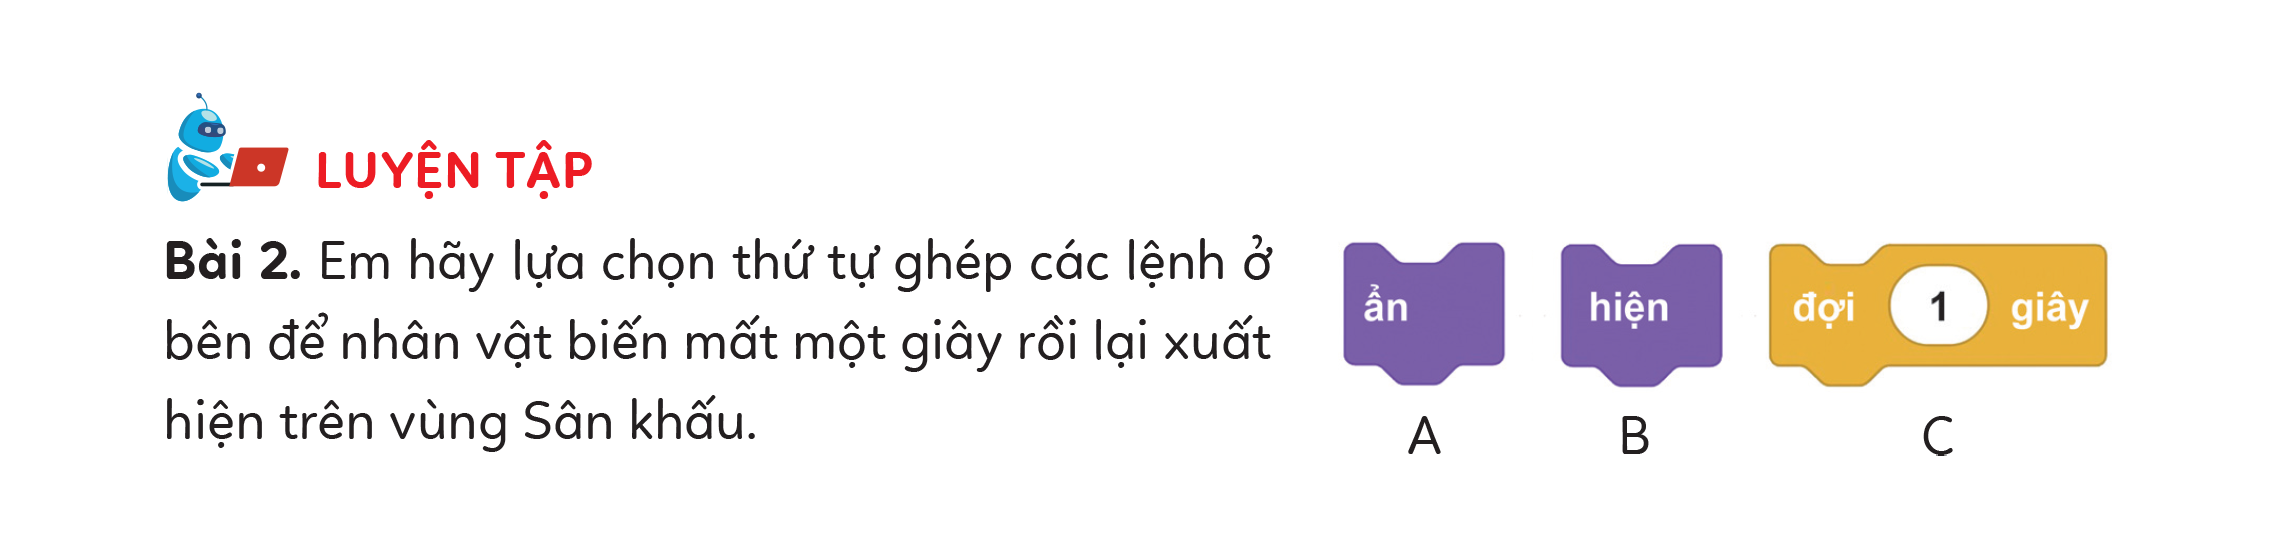 LUYỆN TẬP
Bài 2. Em hãy lựa chọn thứ tự ghép các lệnh ở
bên để nhân vật biến mất một giây rồi lại xuất
hiện trên vùng Sân khấu.
ẩn
hiện
đợi 1 giây
A
B
C